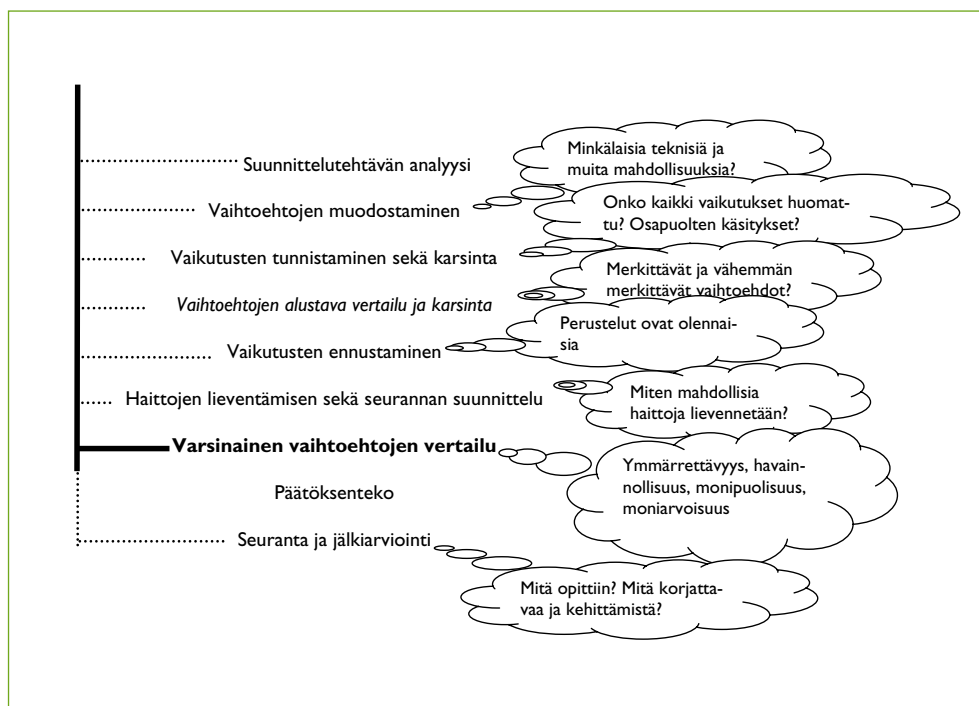 Suunnittelutehtävän analyysi
Minkälaisia teknisiä ja
muita mahdollisuuksia?
Vaihtoehtojen muodostaminen
Onko kaikki vaikutukset huomat-
tu? Osapuolten käsitykset?
Vaikutusten tunnistaminen sekä karsinta
Merkittävät ja vähemmän
merkittävät vaihtoehdot?
Vaihtoehtojen alustava vertailu ja karsinta
Perustelut ovat olennai-
sia
Vaikutusten ennustaminen
Haittojen lieventämisen sekä seurannan suunnittelu
Miten mahdollisia
haittoja lievennetään?
Varsinainen vaihtoehtojen vertailu
Ymmärrettävyys, havain-
nollisuus, monipuolisuus,
moniarvoisuus
Päätöksenteko
Seuranta ja jälkiarviointi
Mitä opittiin? Mitä korjatta-
vaa ja kehittämistä?